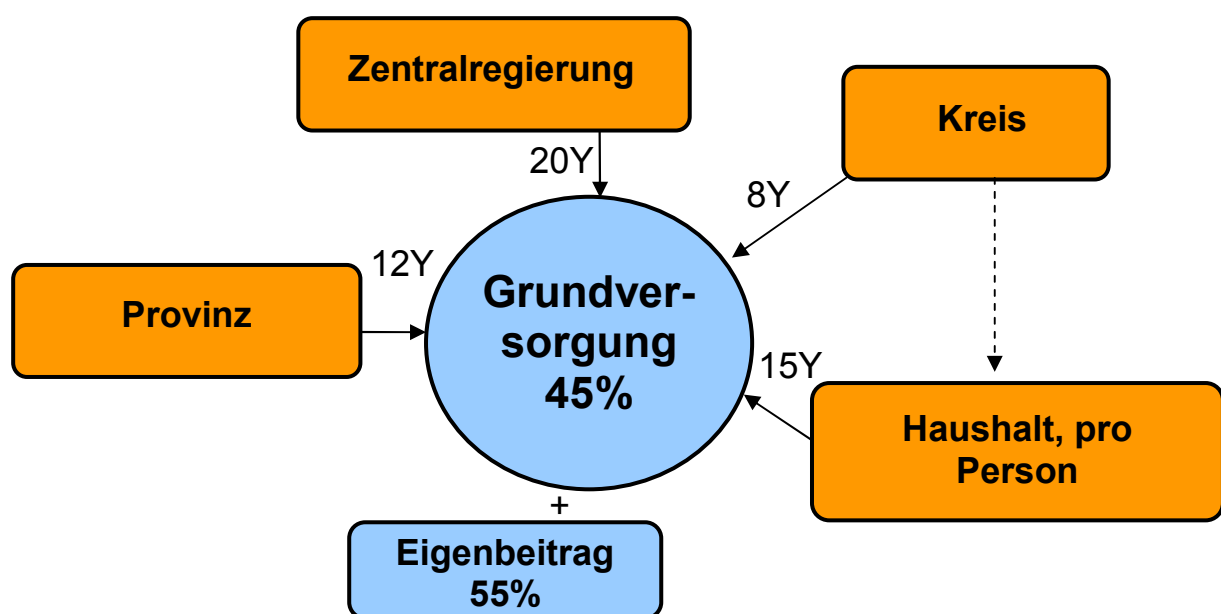 Zentralregierung
Kreis
20Y
8Y
12Y
Provinz
Grundver-
sorgung
45%
15Y
Haushalt, pro
Person
+
Eigenbeitrag
55%